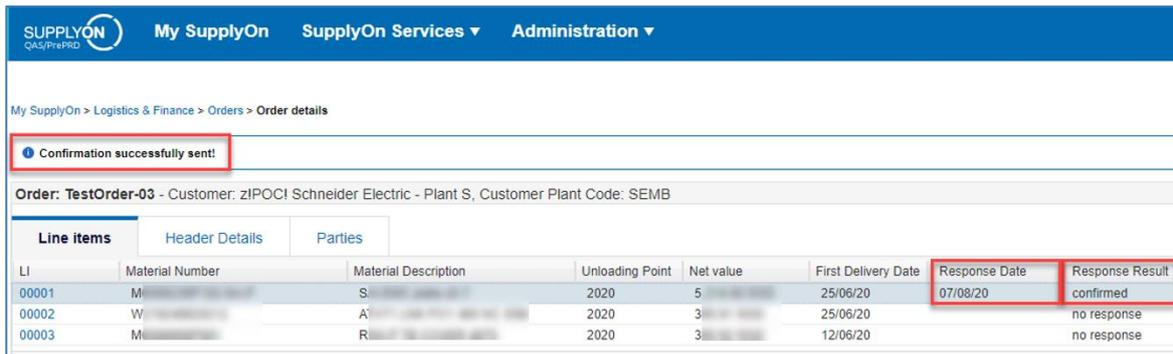 SUPPLYON My SupplyOn SupplyOn Services ▾ Administration ▾
QAS/PrePRD
My SupplyOn > Logistics & Finance > Orders > Order details
Confirmation successfully sent!
Order: TestOrder-03 - Customer: z!POC! Schneider Electric - Plant S, Customer Plant Code: SEMB
Line items Header Details Parties
LI Material Number Material Description Unloading Point Net value First Delivery Date Response Date Response Result
00001 2020 25/06/20 07/08/20 confirmed
00002 2020 25/06/20 no response
00003 2020 12/06/20 no response